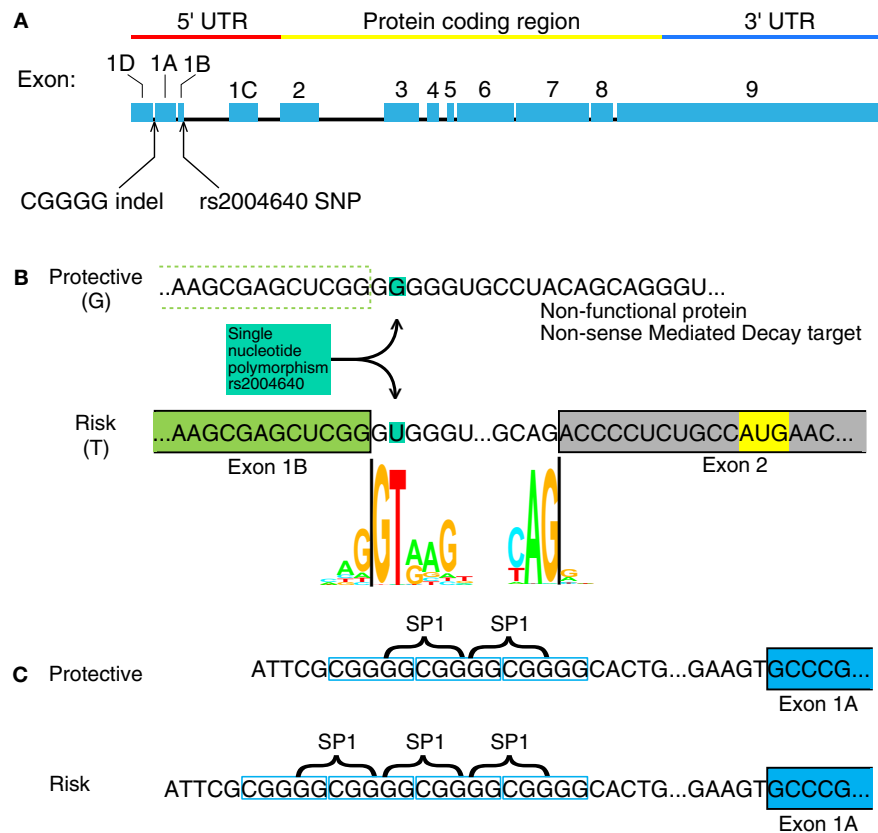 A
5' UTR Protein coding region 3' UTR
1D 1A 1B
Exon: 1C 2 3 4 5 6 7 8 9
CGGGG indel rs2004640 SNP
B
Protective
(G)
..AAGCGAGCUCGGGGGGGUGCCUACAGCAGGGU...
Non-functional protein
Non-sense Mediated Decay target
Single
nucleotide
polymorphism
rs2004640
Risk
(T)
...AAGCGAGCUCGGGUGGGU...GCAGACCCCUCUGCCAUGAAC...
Exon 1B Exon 2
SP1 SP1
C Protective ATTCGCGGGGCGGGGCGGGGCACTG...GAAGTGCCCG...
Exon 1A
SP1 SP1 SP1
Risk ATTCGCGGGGCGGGGCGGGGCGGGGCACTG...GAAGTGCCCG...
Exon 1A